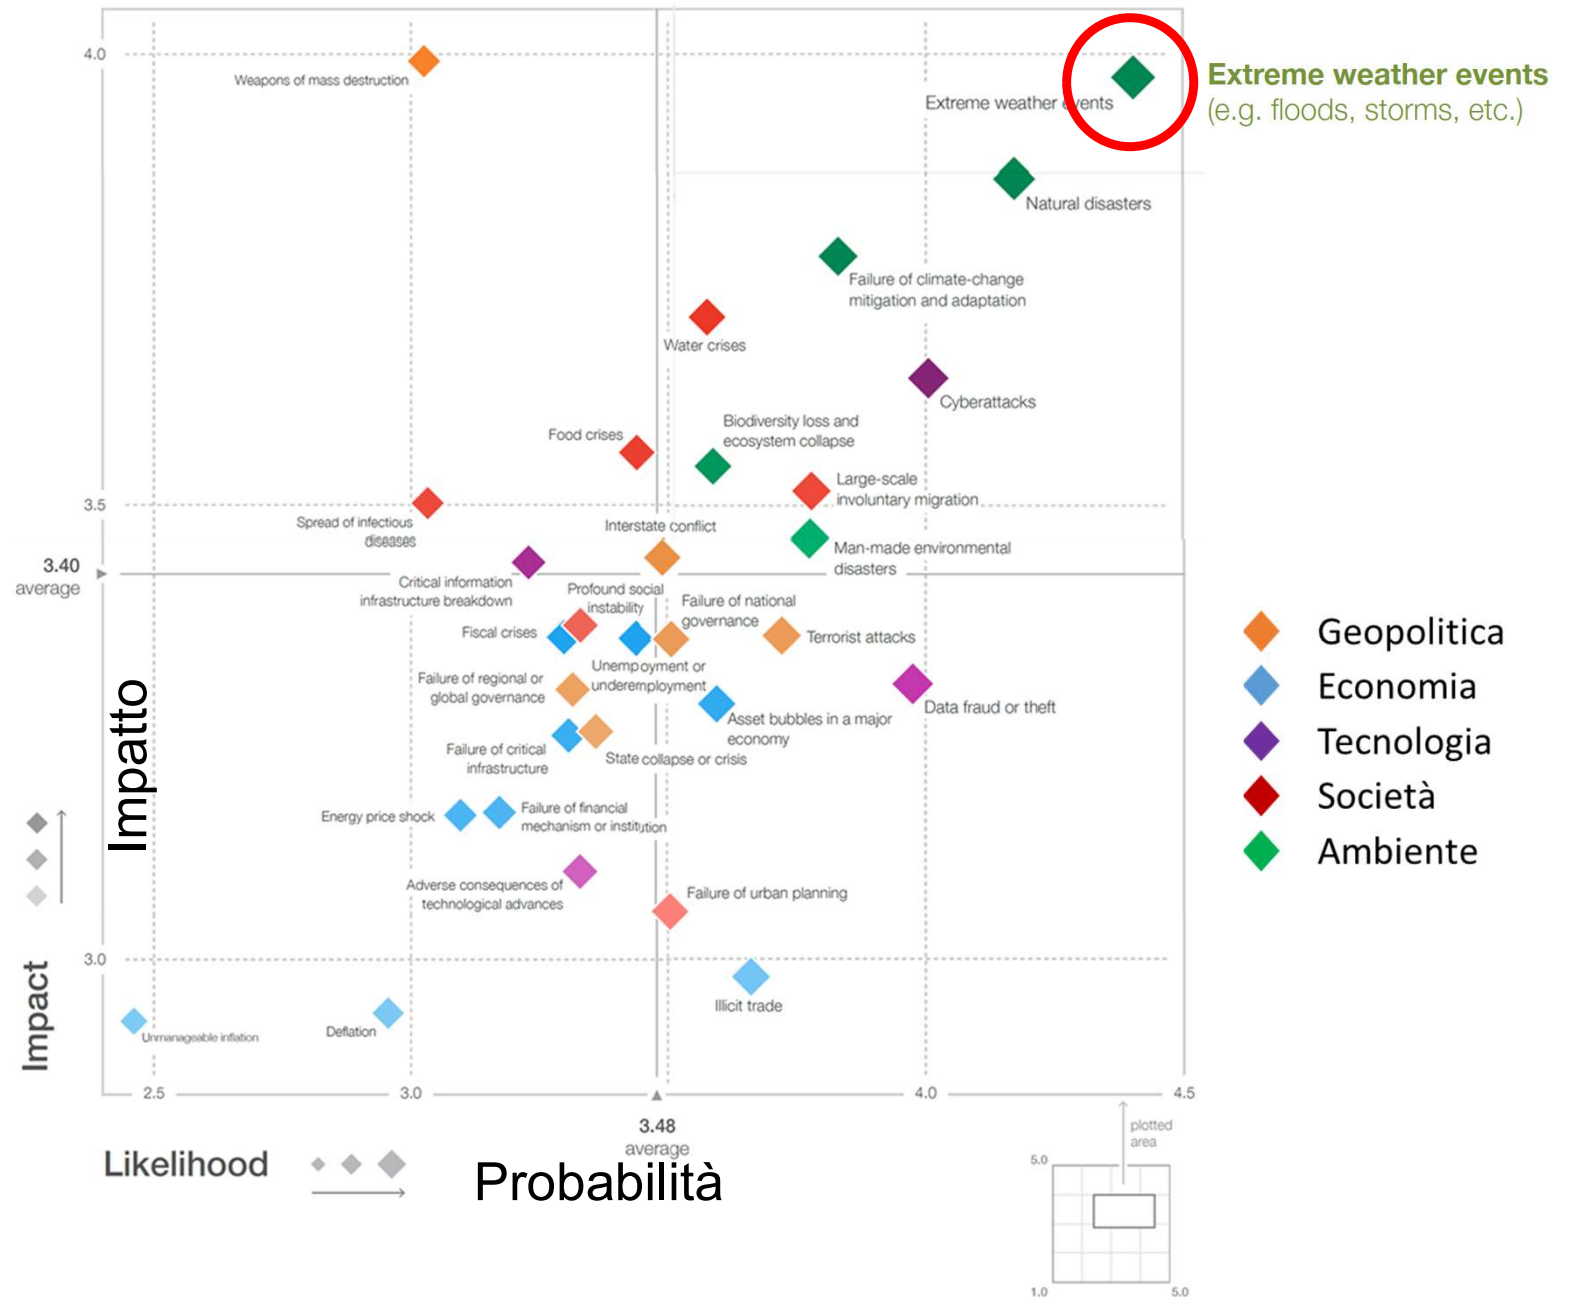 4.0
Weapons of mass destruction
Extreme weather events
Extreme weather events
(e.g. floods, storms, etc.)
Natural disasters
Failure of climate-change
mitigation and adaptation
Water crises
Cyberattacks
Biodiversity loss and
ecosystem collapse
Food crises
Large-scale
involuntary migration
3.5
Spread of infectious
diseases
Interstate conflict
Man-made environmental
disasters
3.40
average
Critical information
infrastructure breakdown
Profound social
instability
Failure of national
governance
Fiscal crises
Terrorist attacks
Unempoyment or
underemployment
Failure of regional or
global governance
Data fraud or theft
Asset bubbles in a major
economy
Failure of critical
infrastructure
State collapse or crisis
Energy price shock
Failure of financial
mechanism or institution
Adverse consequences of
technological advances
Failure of urban planning
3.0
Illicit trade
Unmanageable inflation
Deflation
Impatto
Impact
Geopolitica
Economia
Tecnologia
Società
Ambiente
2.5
3.0
4.0
4.5
3.48
average
Likelihood
Probabilità
plotted
area
5.0
1.0
5.0